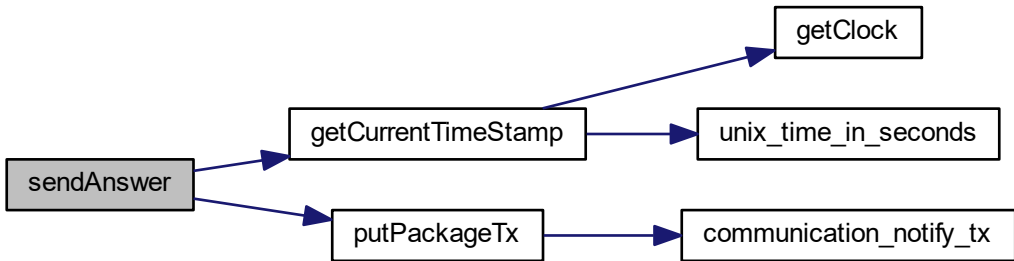 getClock
getCurrentTimeStamp
unix_time_in_seconds
sendAnswer
putPackageTx
communication_notify_tx